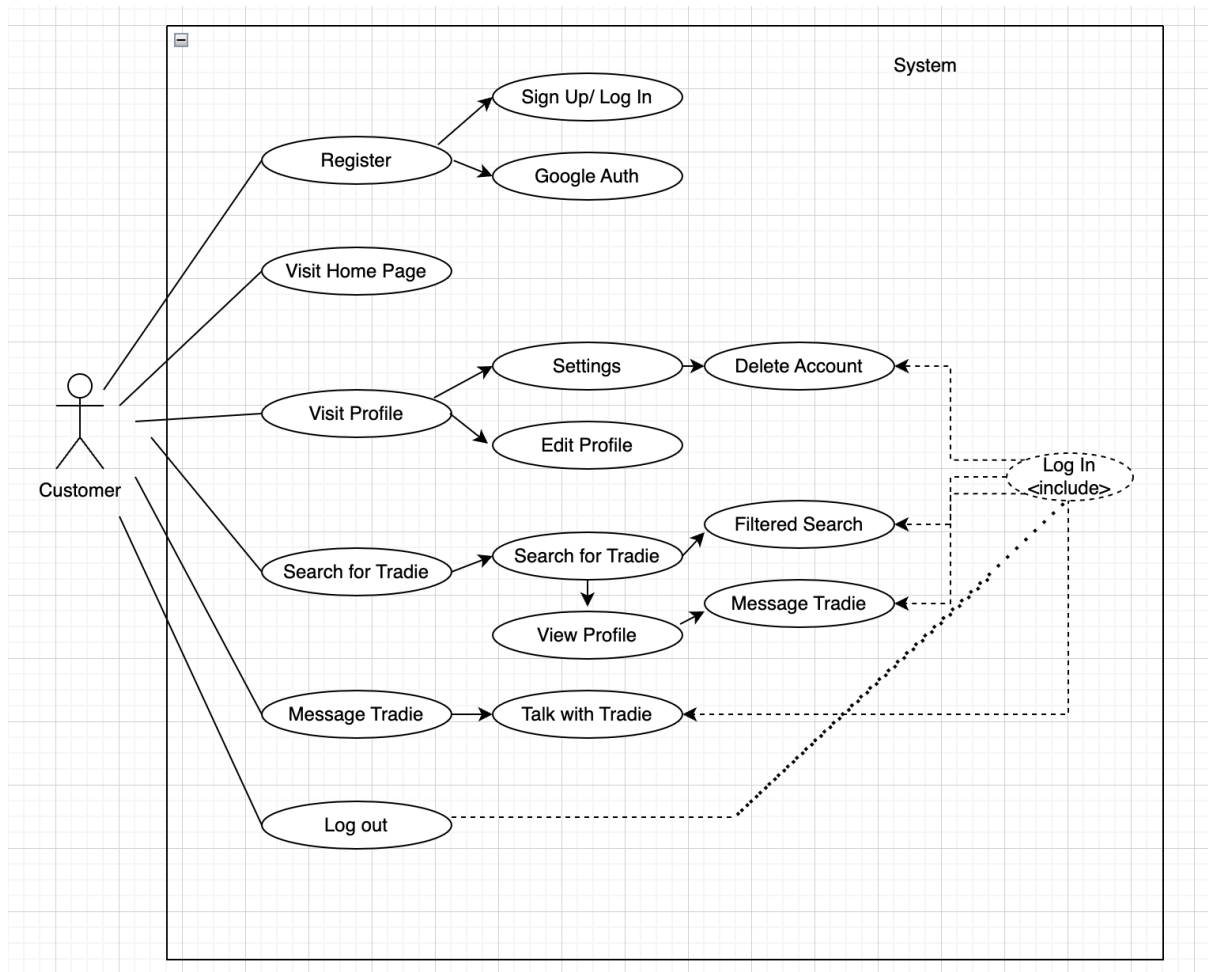 System
Sign Up/ Log In
Register
Google Auth
Visit Home Page
Settings
Delete Account
Visit Profile
Edit Profile
Customer
Log In
<include>
Filtered Search
Search for Tradie
Search for Tradie
Message Tradie
View Profile
Message Tradie
Talk with Tradie
Log out